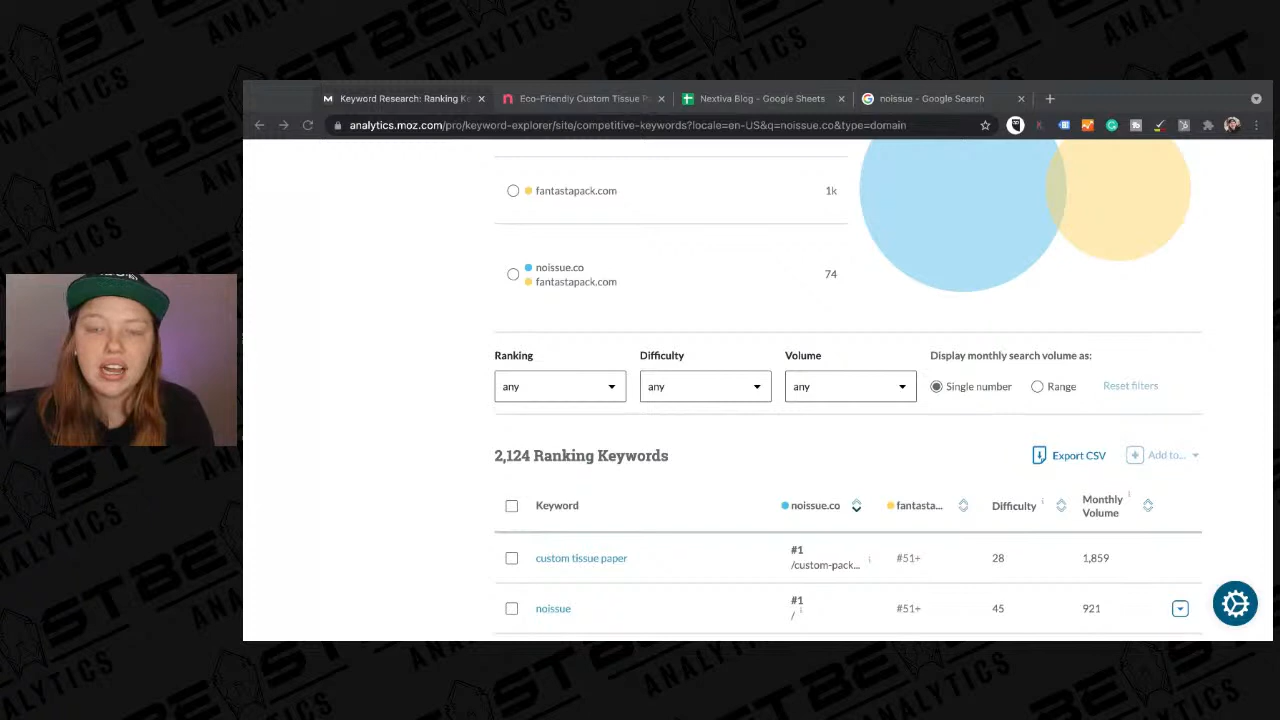 Keyword Research: Ranking Ke
Eco-Friendly Custom Tissue P
Nextiva Blog - Google Sheets
noissue - Google Search
analytics.moz.com/pro/keyword-explorer/site/competitive-keywords?locale=en-US&q=noissue.co&type=domain
fantastapack.com 1k
noissue.co
fantastapack.com 74
Ranking Difficulty Volume Display monthly search volume as:
any any any Single number Range Reset filters
2,124 Ranking Keywords Export CSV Add to...
Keyword noissue.co fantasta... Difficulty Monthly Volume
custom tissue paper #1 /custom-pack... #51+ 28 1,859
noissue #1 / #51+ 45 921
ST BE
ANALYTICS